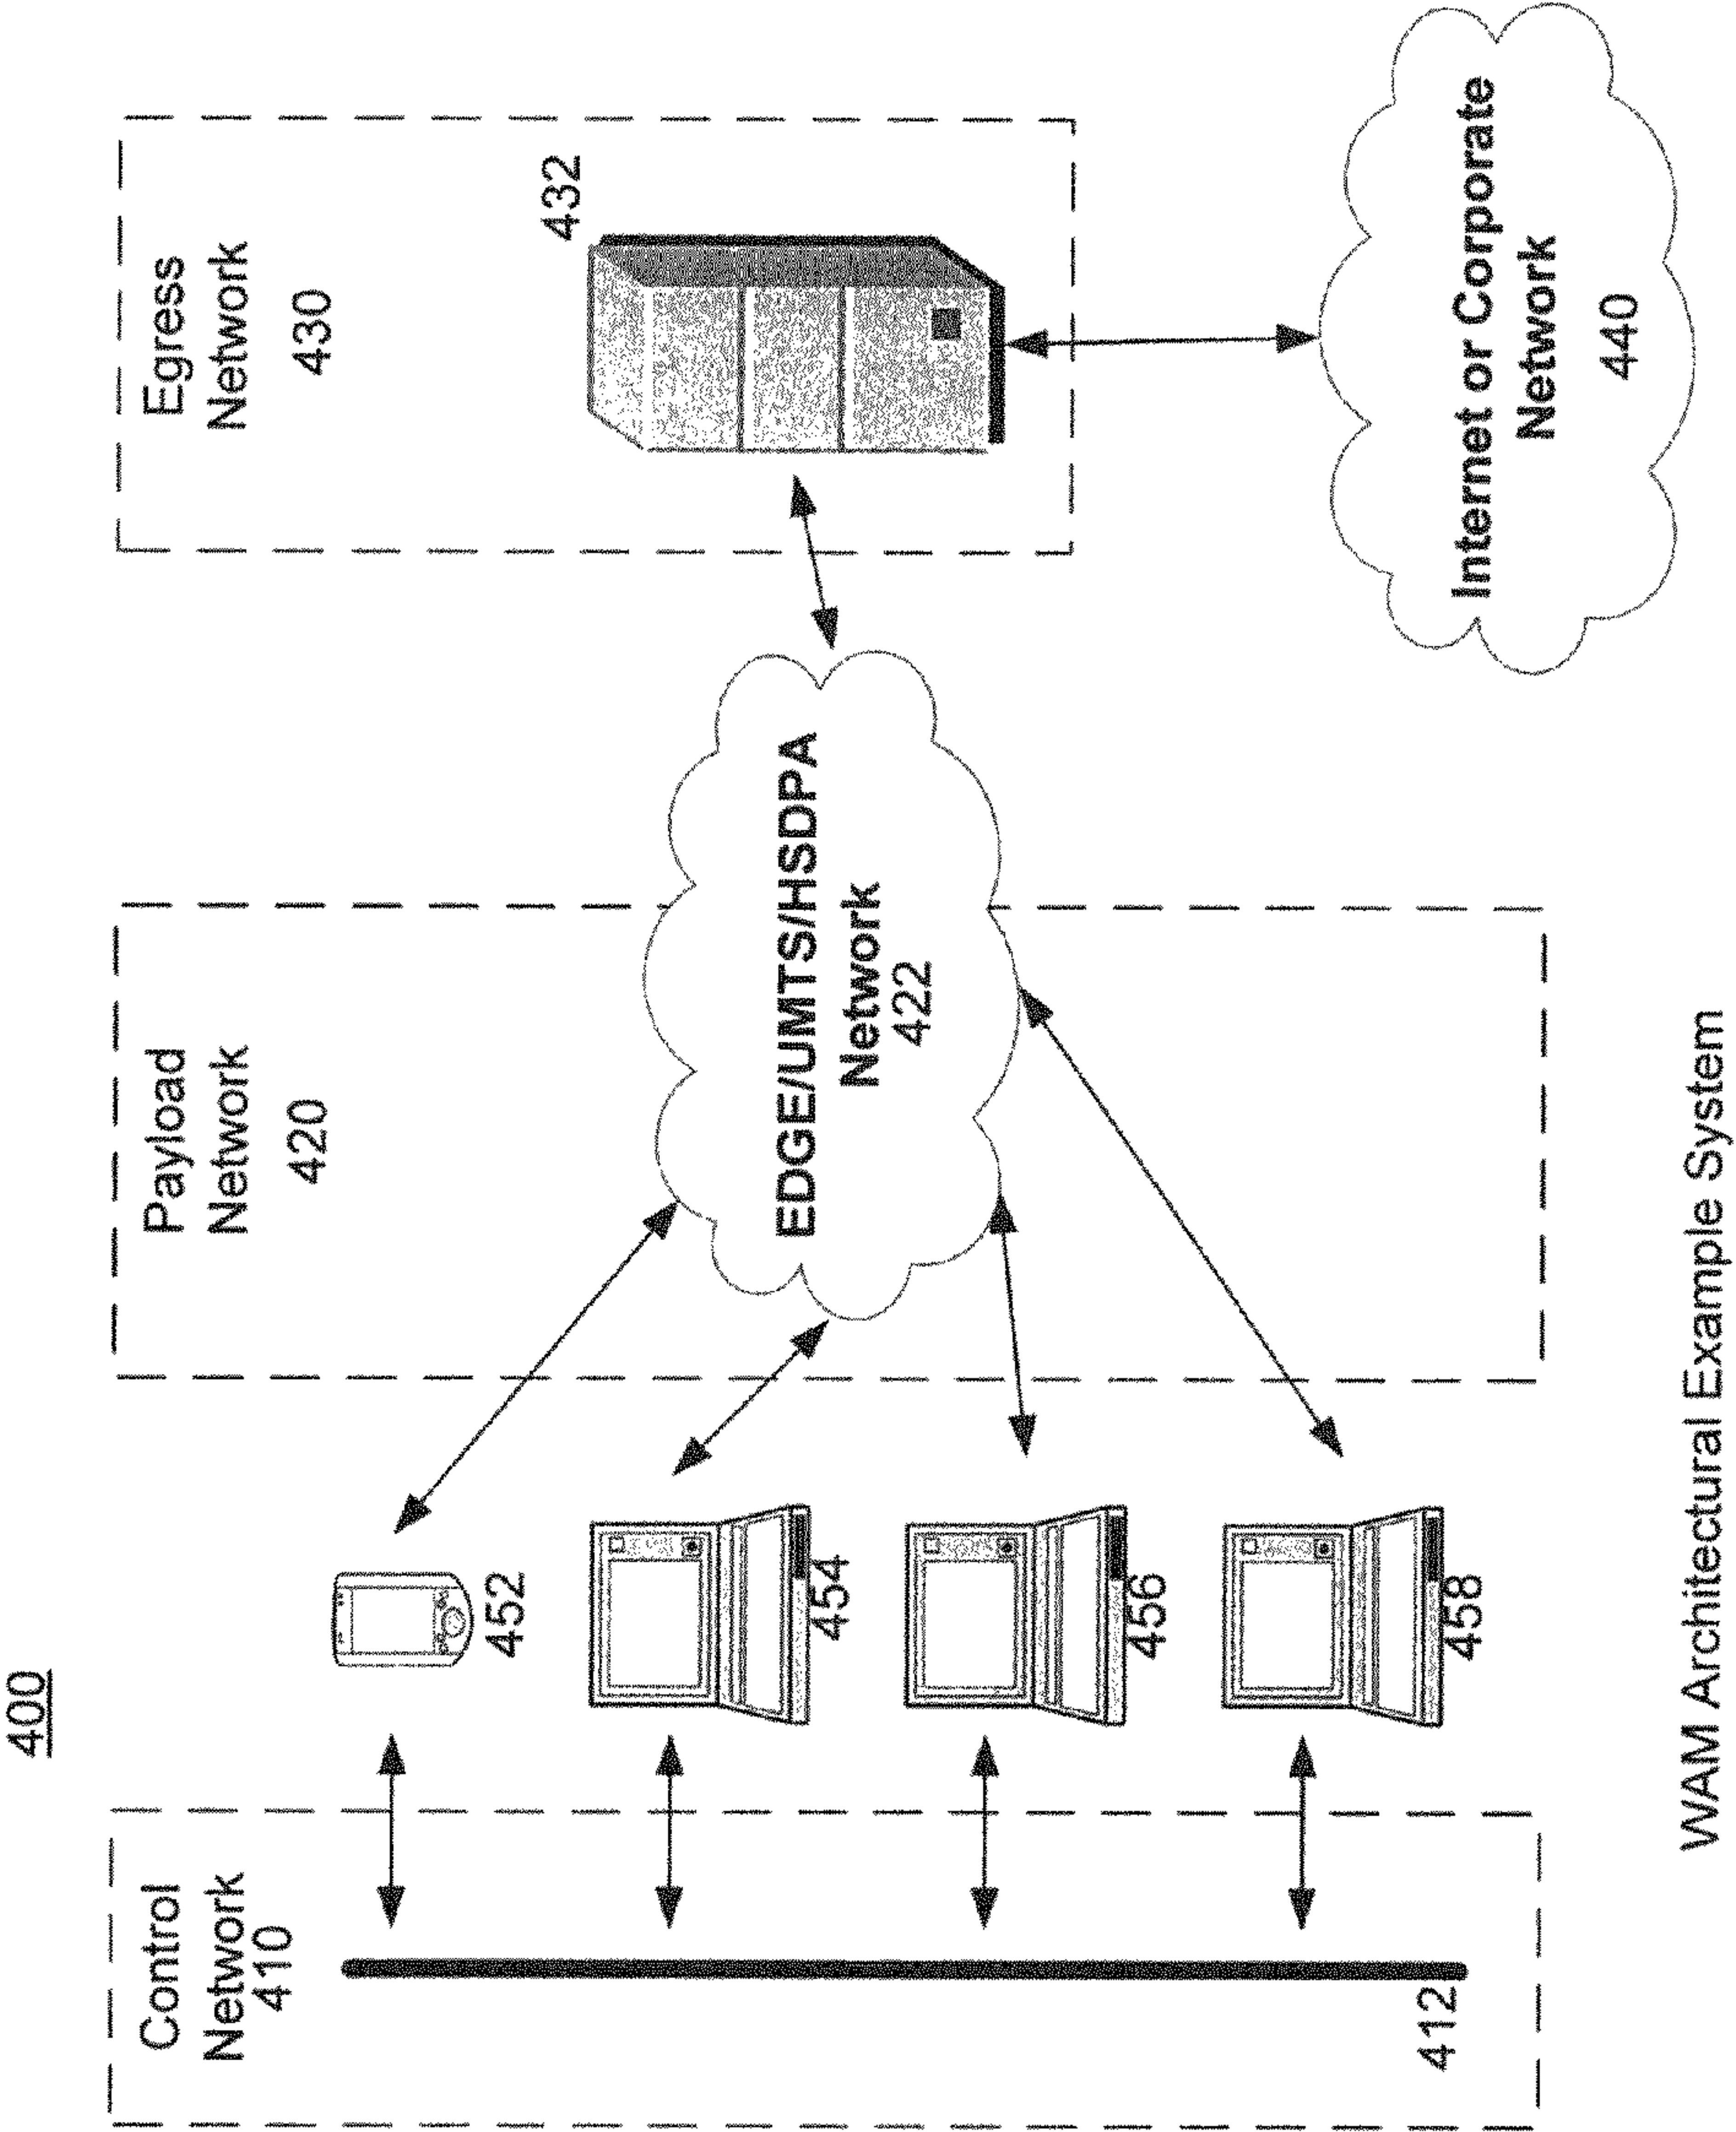 400
Control
Network
410
412
452
454
456
458
Payload
Network
420
EDGE/UMTS/HSDPA
Network
422
Egress
Network
430
432
Internet or Corporate
Network
440
WAM Architectural Example System